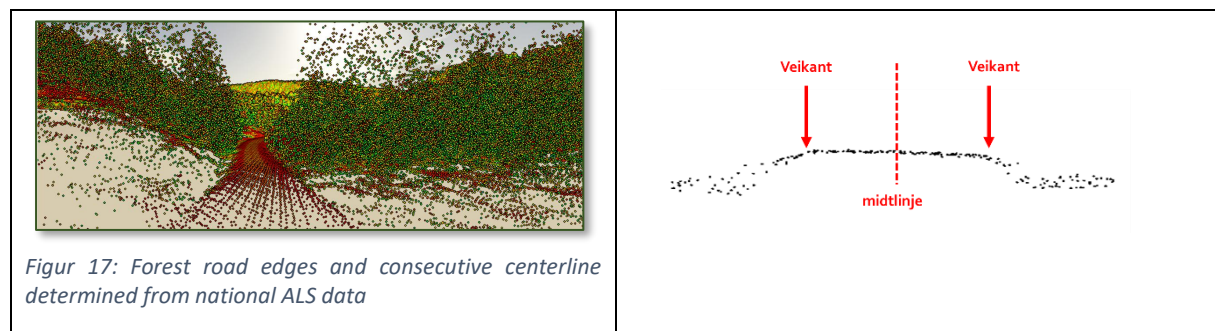 Figur 17: Forest road edges and consecutive centerline
determined from national ALS data
Veikant
Veikant
midtlinje